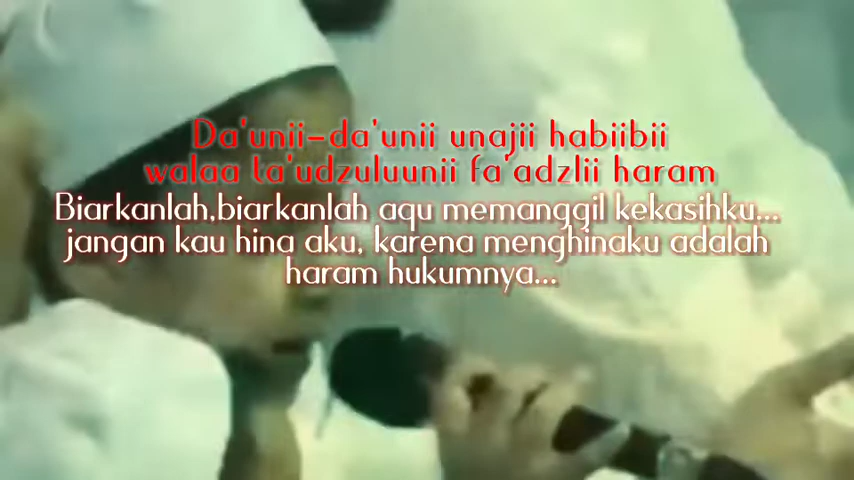 Da'unii-da'unii unajii habiibii
walaa ta'udzuluunii fa'adzlii haram
Biarkanlah,biarkanlah aqu memanggil kekasihku...
jangan kau hina aku, karena menghinaku adalah
haram hukumnya...